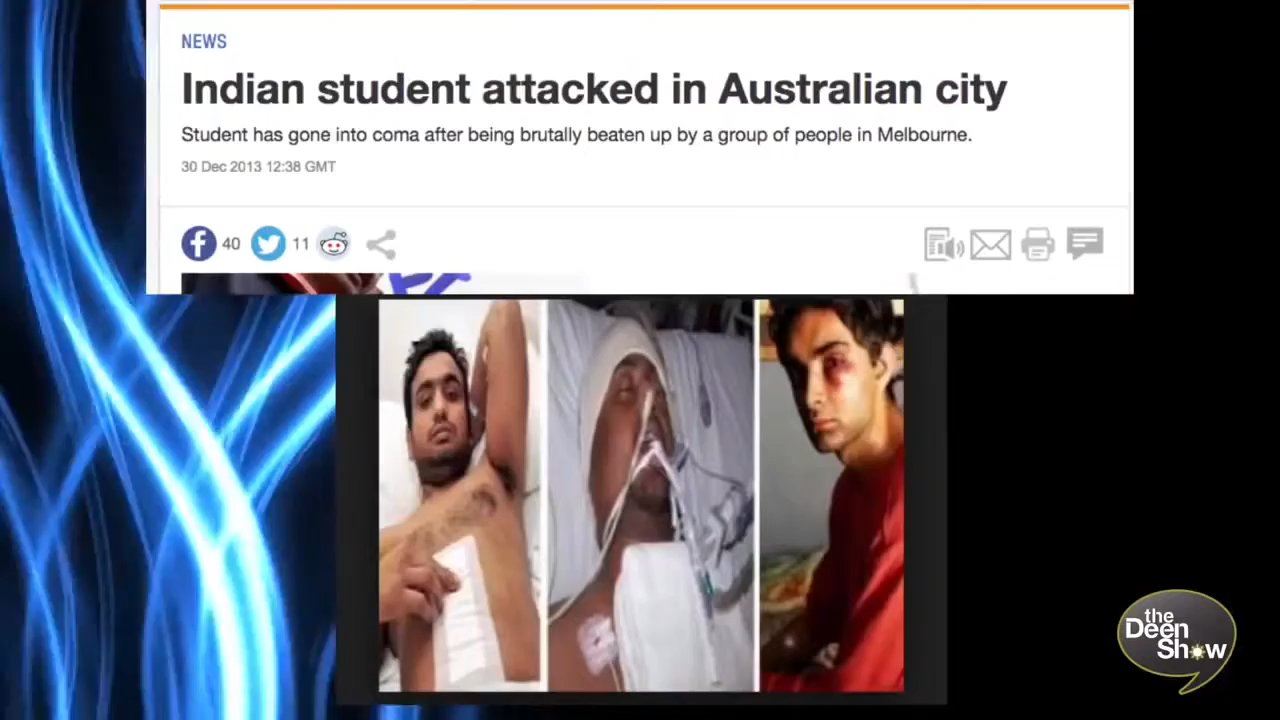 NEWS
Indian student attacked in Australian city
Student has gone into coma after being brutally beaten up by a group of people in Melbourne.
30 Dec 2013 12:38 GMT
40
11
the
Deen
Show